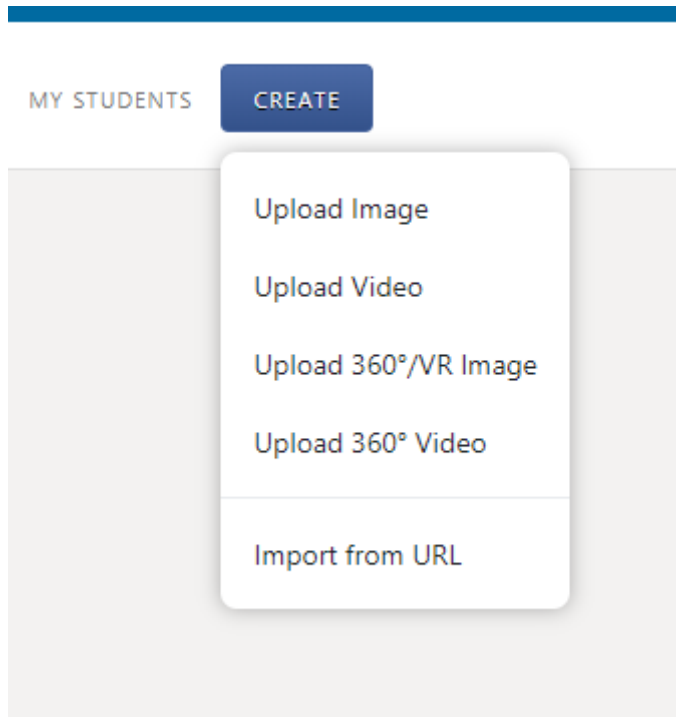 MY STUDENTS CREATE
Upload Image
Upload Video
Upload 360°/VR Image
Upload 360° Video
Import from URL